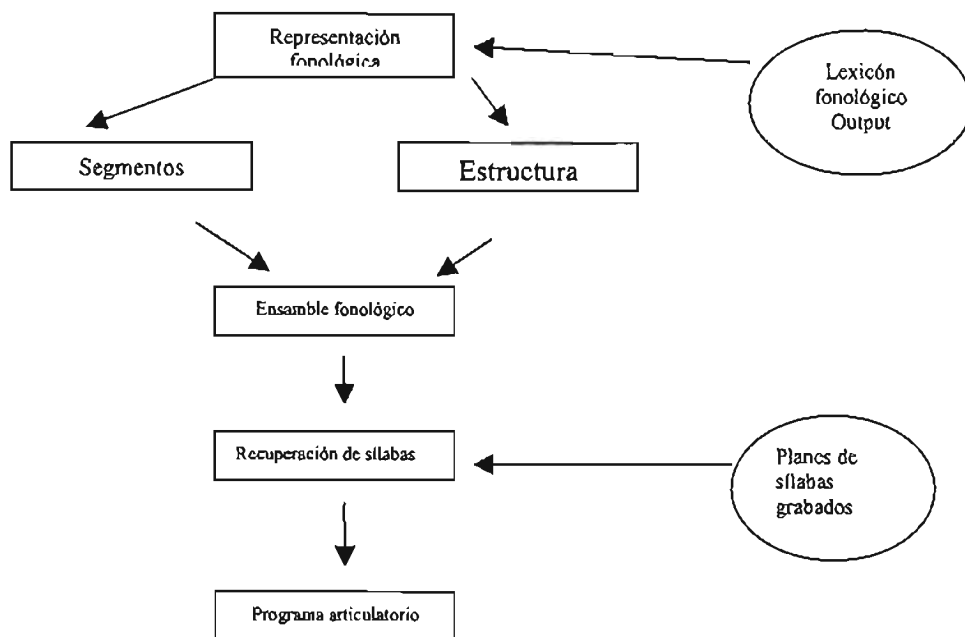 Representación
fonológica
Lexicón
fonológico
Output
Segmentos
Estructura
Ensamble fonológico
Recuperación de sílabas
Planes de
sílabas
grabados
Programa articulatorio